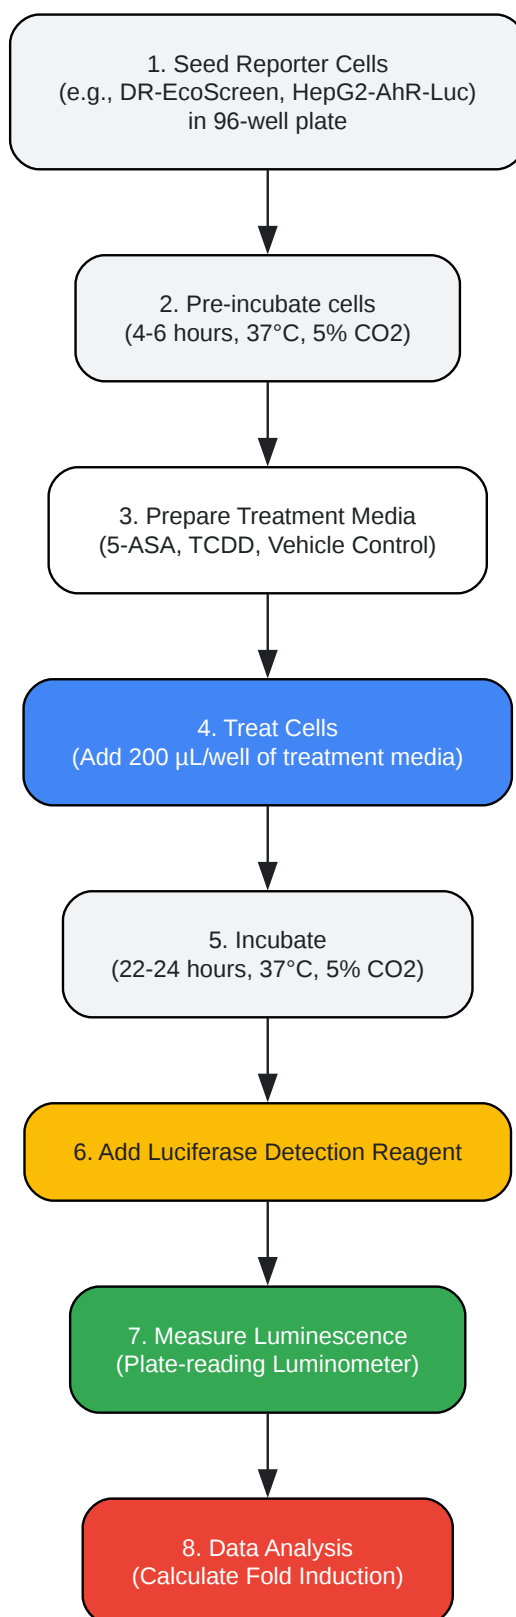 1. Seed Reporter Cells
(e.g., DR-EcoScreen, HepG2-AhR-Luc)
in 96-well plate
2. Pre-incubate cells
(4-6 hours, 37°C, 5% CO2)
3. Prepare Treatment Media
(5-ASA, TCDD, Vehicle Control)
4. Treat Cells
(Add 200 µL/well of treatment media)
5. Incubate
(22-24 hours, 37°C, 5% CO2)
6. Add Luciferase Detection Reagent
7. Measure Luminescence
(Plate-reading Luminometer)
8. Data Analysis
(Calculate Fold Induction)